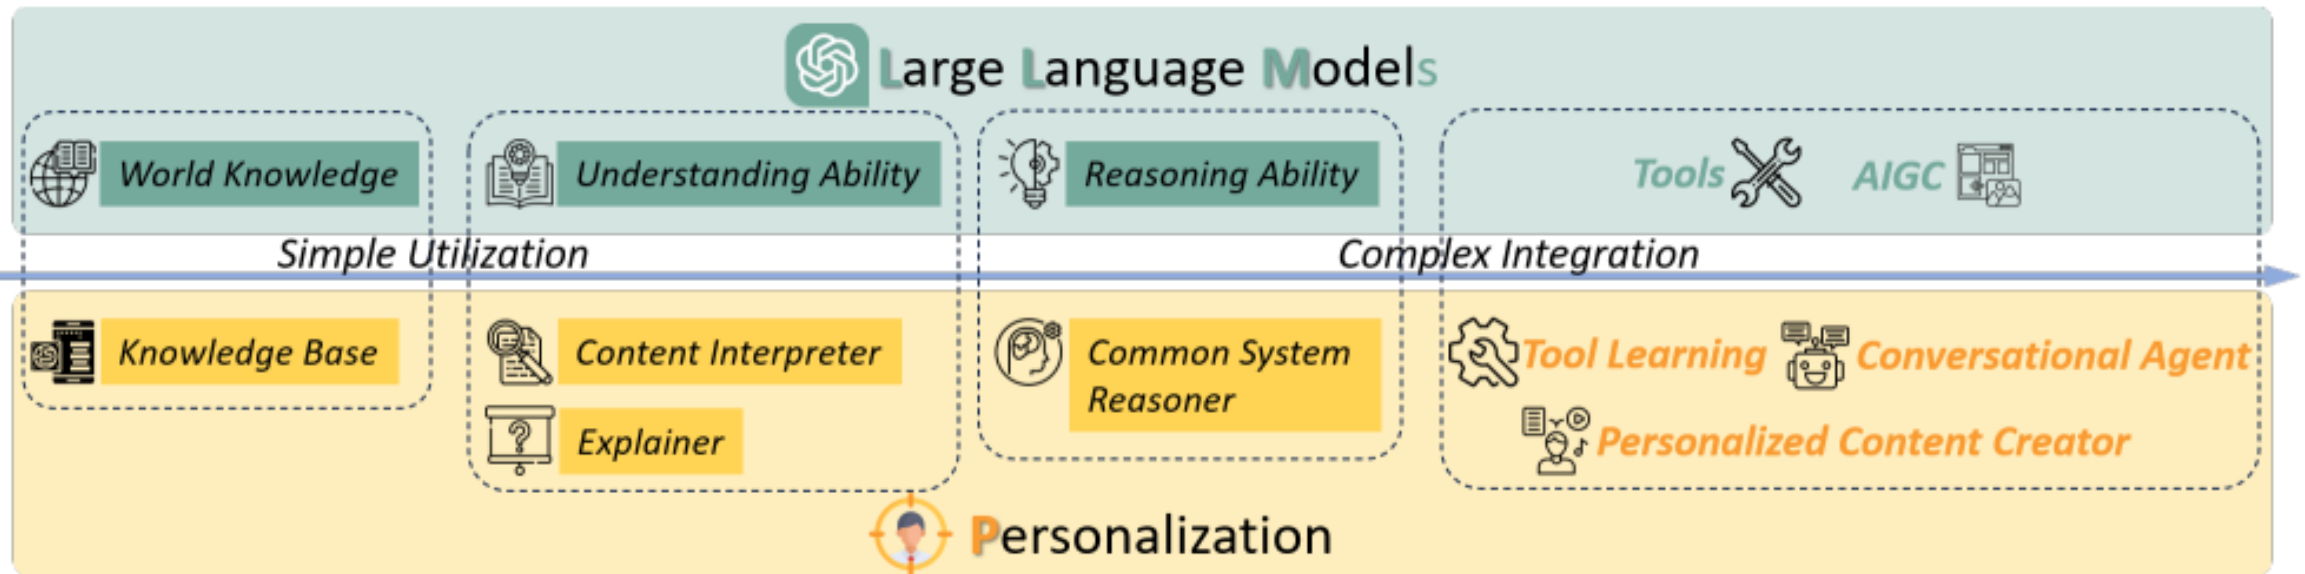 Large Language Models
World Knowledge
Understanding Ability
Reasoning Ability
Tools
AIGC
Simple Utilization
Complex Integration
Knowledge Base
Content Interpreter
Explainer
Common System
Reasoner
Tool Learning
Conversational Agent
Personalized Content Creator
Personalization